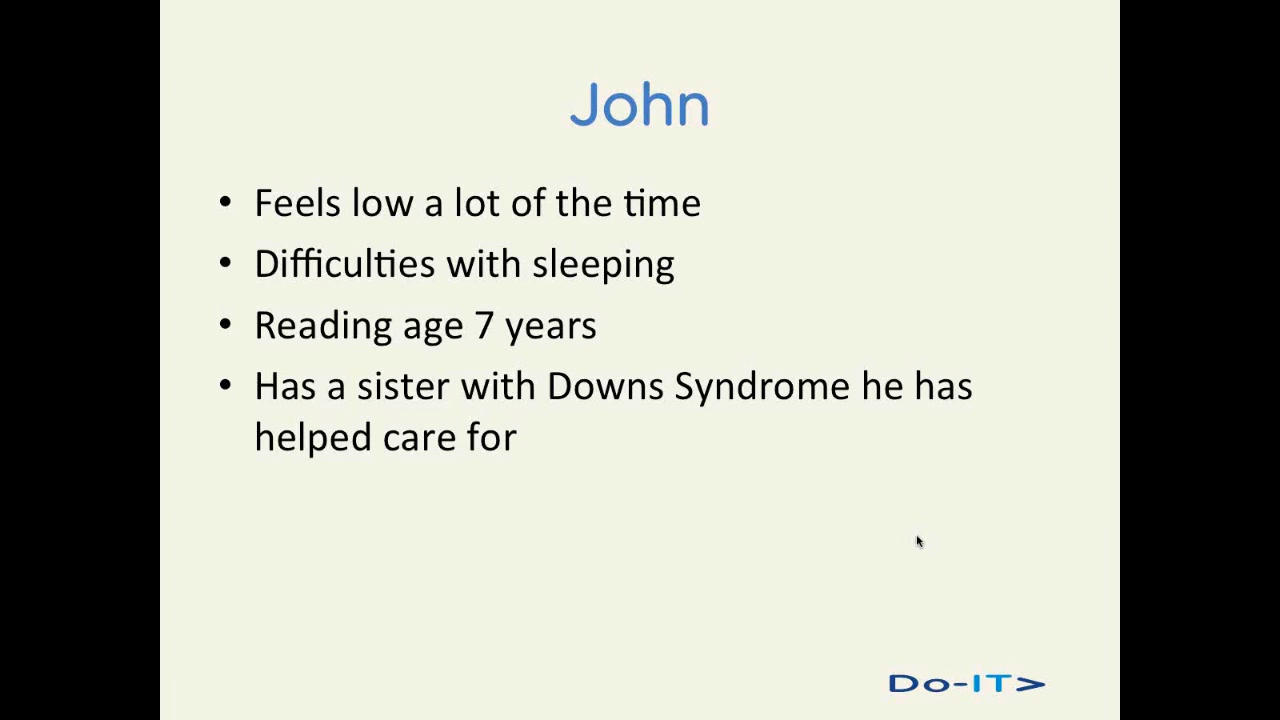 John
• Feels low a lot of the time
• Difficulties with sleeping
• Reading age 7 years
• Has a sister with Downs Syndrome he has
helped care for
Do-IT>